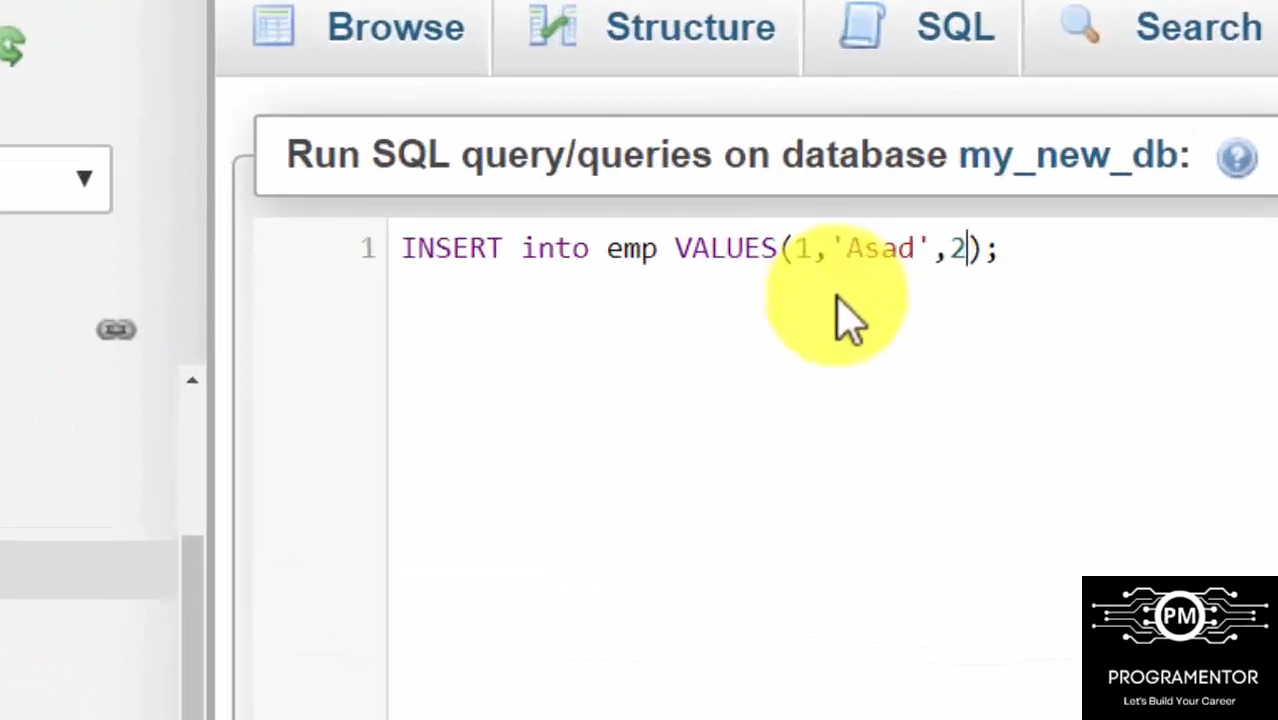 Browse Structure SQL Search
Run SQL query/queries on database my_new_db:
1 INSERT into emp VALUES(1,'Asad',2);
PM
PROGRAMENTOR
Let's Build Your Career